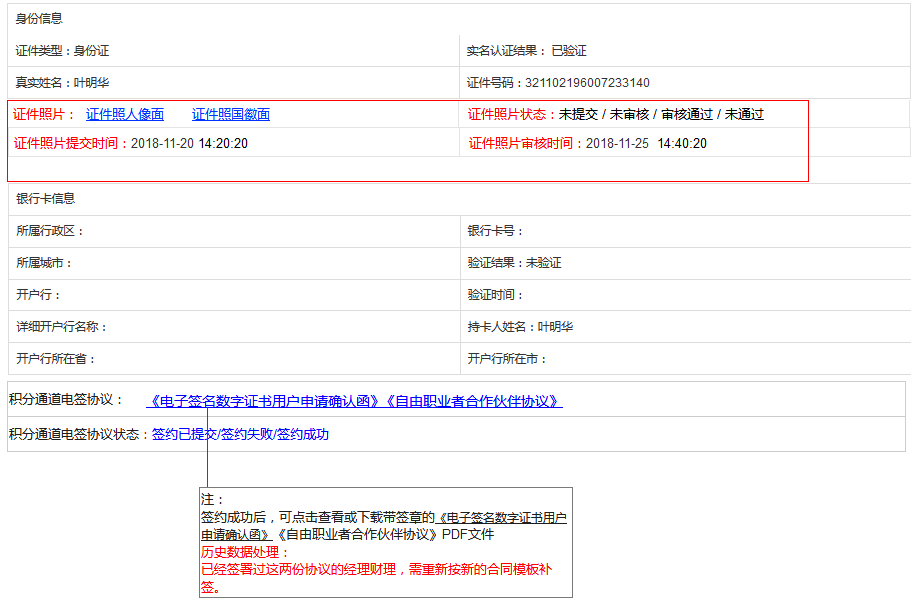 身份信息
证件类型：身份证 实名认证结果： 已验证
真实姓名：叶明华 证件号码：321102196007233140
证件照片： 证件照人像面 证件照国徽面 证件照片状态：未提交 / 未审核 / 审核通过 / 未通过
证件照片提交时间：2018-11-20 14:20:20 证件照片审核时间：2018-11-25 14:40:20
银行卡信息
所属行政区： 银行卡号：
所属城市： 验证结果：未验证
开户行： 验证时间：
详细开户行名称： 持卡人姓名：叶明华
开户行所在省： 开户行所在市：
积分通道电签协议： 《电子签名数字证书用户申请确认函》《自由职业者合作伙伴协议》
积分通道电签协议状态：签约已提交/签约失败/签约成功
注：
签约成功后，可点击查看或下载带签章的《电子签名数字证书用户
申请确认函》《自由职业者合作伙伴协议》PDF文件
历史数据处理：
已经签署过这两份协议的经理财理，需重新按新的合同模板补
签。